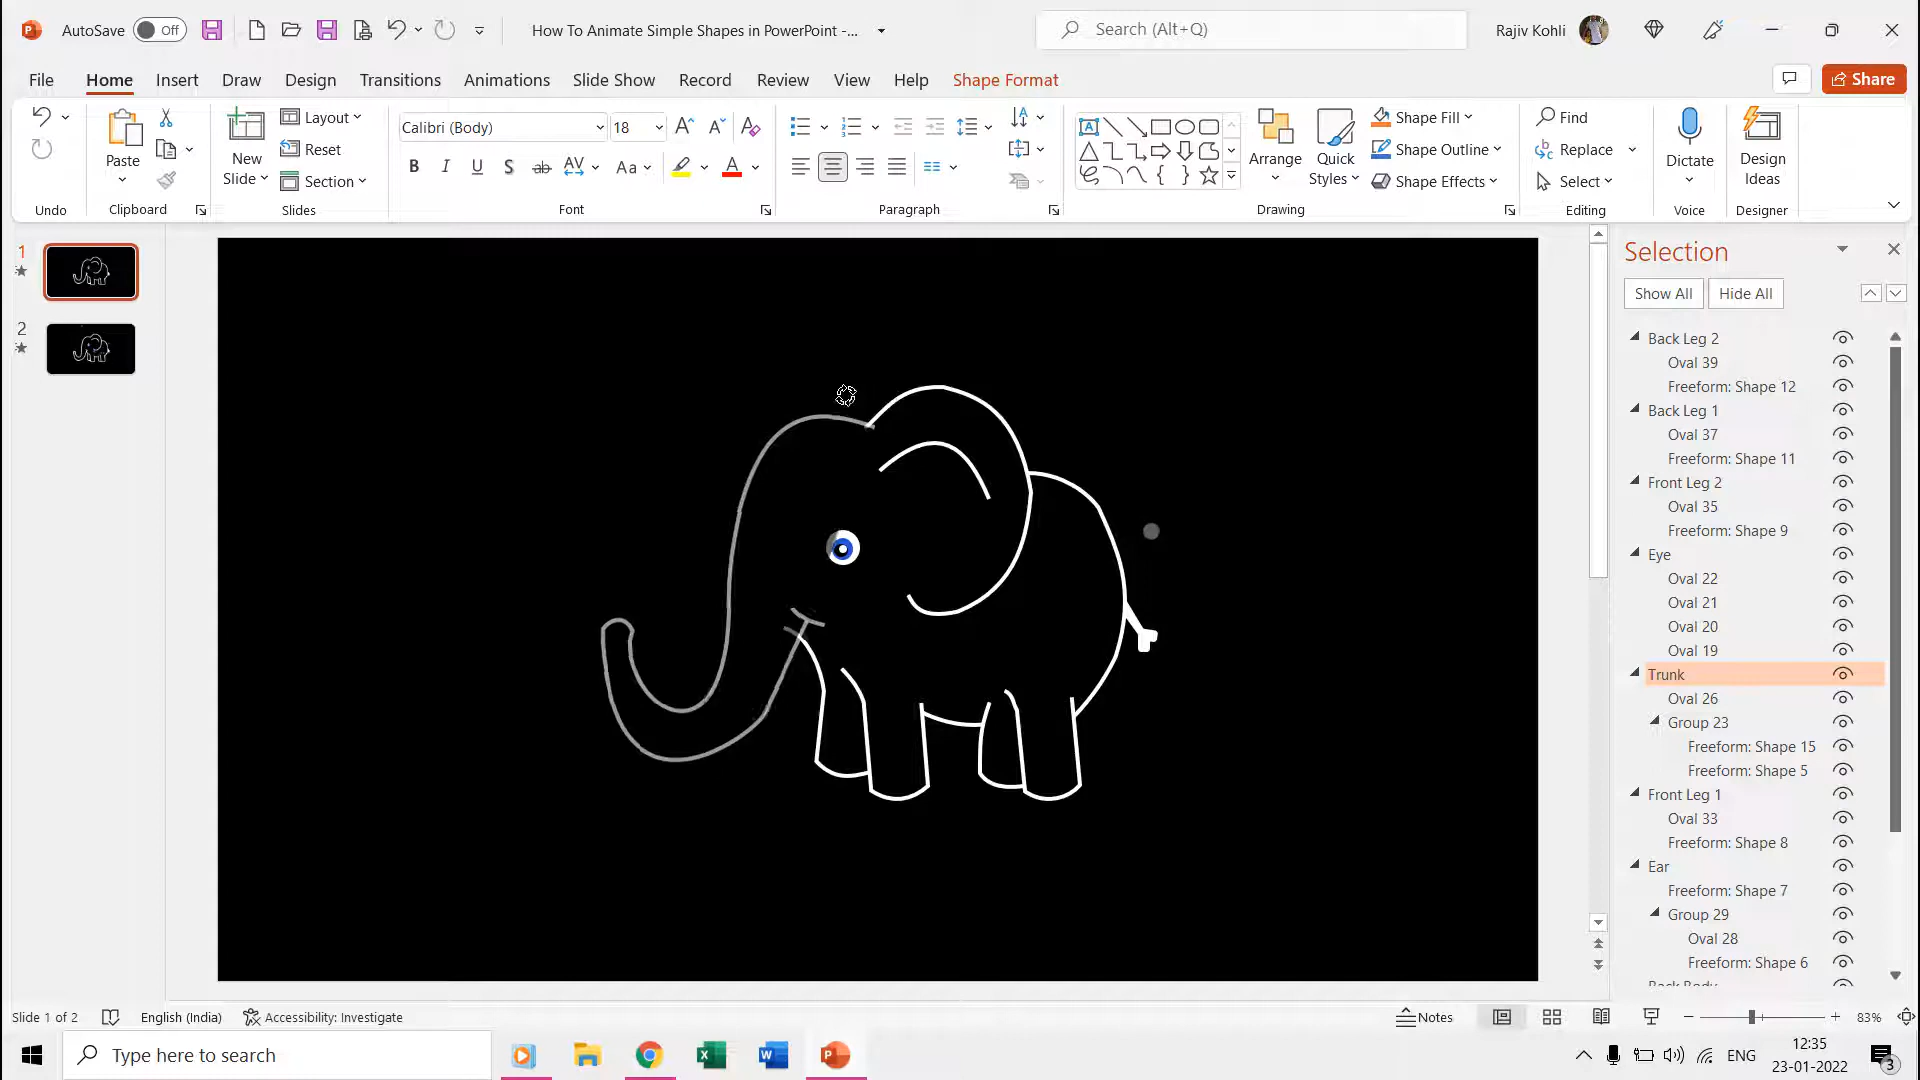 AutoSave Off How To Animate Simple Shapes in PowerPoint -... Search (Alt+Q) Rajiv Kohli
File Home Insert Draw Design Transitions Animations Slide Show Record Review View Help Shape Format Share
Undo
Paste
Clipboard
New Slide
Layout
Reset
Section
Slides
Calibri (Body) 18
B I U S ab AV Aa A
Font
Paragraph
Arrange
Quick Styles
Shape Fill
Shape Outline
Shape Effects
Drawing
Find
Replace
Select
Editing
Dictate
Voice
Design Ideas
Designer
1
2
Selection
Show All Hide All
Back Leg 2
Oval 39
Freeform: Shape 12
Back Leg 1
Oval 37
Freeform: Shape 11
Front Leg 2
Oval 35
Freeform: Shape 9
Eye
Oval 22
Oval 21
Oval 20
Oval 19
Trunk
Oval 26
Group 23
Freeform: Shape 15
Freeform: Shape 5
Front Leg 1
Oval 33
Freeform: Shape 8
Ear
Freeform: Shape 7
Group 29
Oval 28
Freeform: Shape 6
Back Body
Slide 1 of 2 English (India) Accessibility: Investigate Notes 83%
Type here to search
ENG
12:35
23-01-2022
3